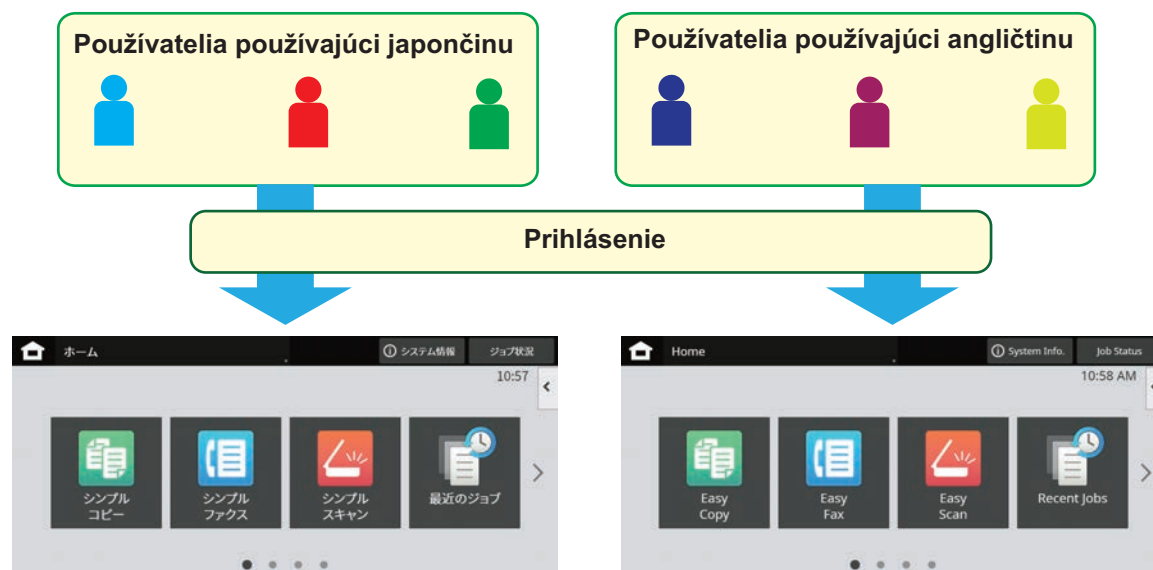 Používatelia používajúci japončinu
Používatelia používajúci angličtinu
Prihlásenie
ホーム
システム情報
ジョブ状況
10:57
シンプル
コピー
シンプル
ファクス
シンプル
スキャン
最近のジョブ
Home
System Info.
Job Status
10:58 AM
Easy
Copy
Easy
Fax
Easy
Scan
Recent Jobs